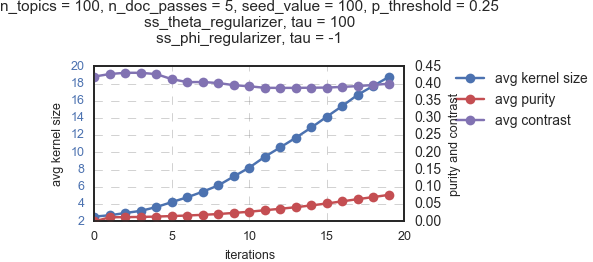 n_topics = 100, n_doc_passes = 5, seed_value = 100, p_threshold = 0.25
ss_theta_regularizer, tau = 100
ss_phi_regularizer, tau = -1
20
18
16
14
12
10
8
6
4
2
avg kernel size
0
5
10
15
20
iterations
0.45
0.40
0.35
0.30
0.25
0.20
0.15
0.10
0.05
0.00
purity and contrast
avg kernel size
avg purity
avg contrast